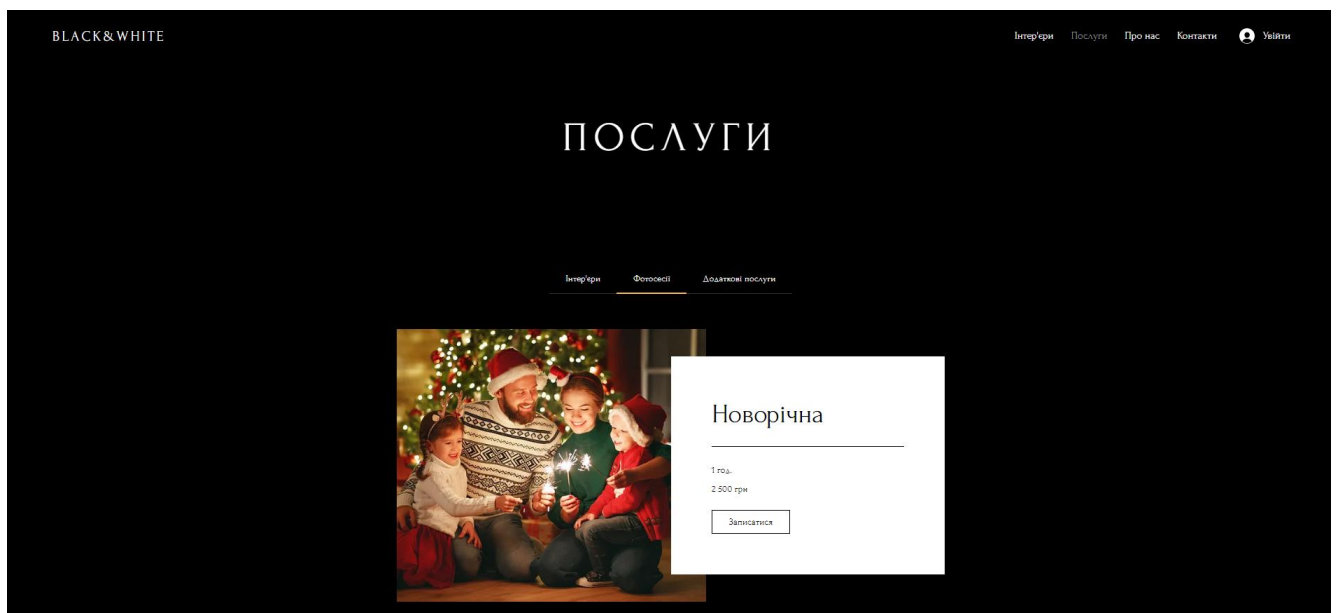 BLACK&WHITE
Інтер'єри Послуги Про нас Контакти Увійти
ПОСЛУГИ
Інтер'єри Фотосесії Додаткові послуги
Новорічна
1 год.
2 500 грн
Записатися